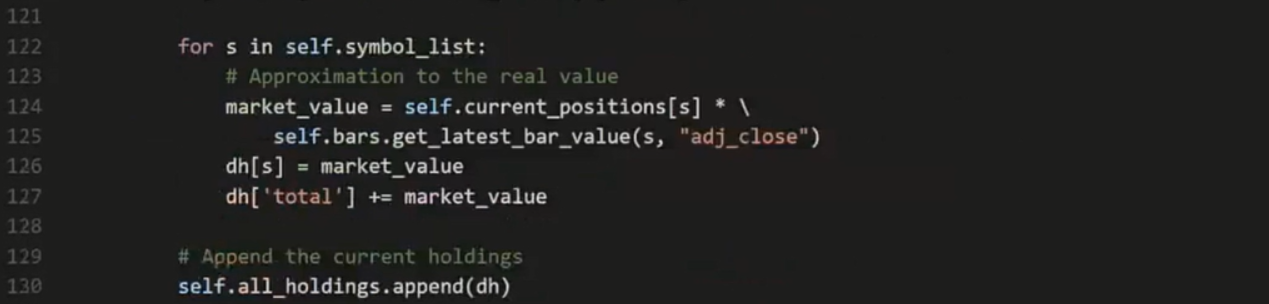 121
122 for s in self.symbol_list:
123 # Approximation to the real value
124 market_value = self.current_positions[s] * \
125 self.bars.get_latest_bar_value(s, "adj_close")
126 dh[s] = market_value
127 dh['total'] += market_value
128
129 # Append the current holdings
130 self.all_holdings.append(dh)